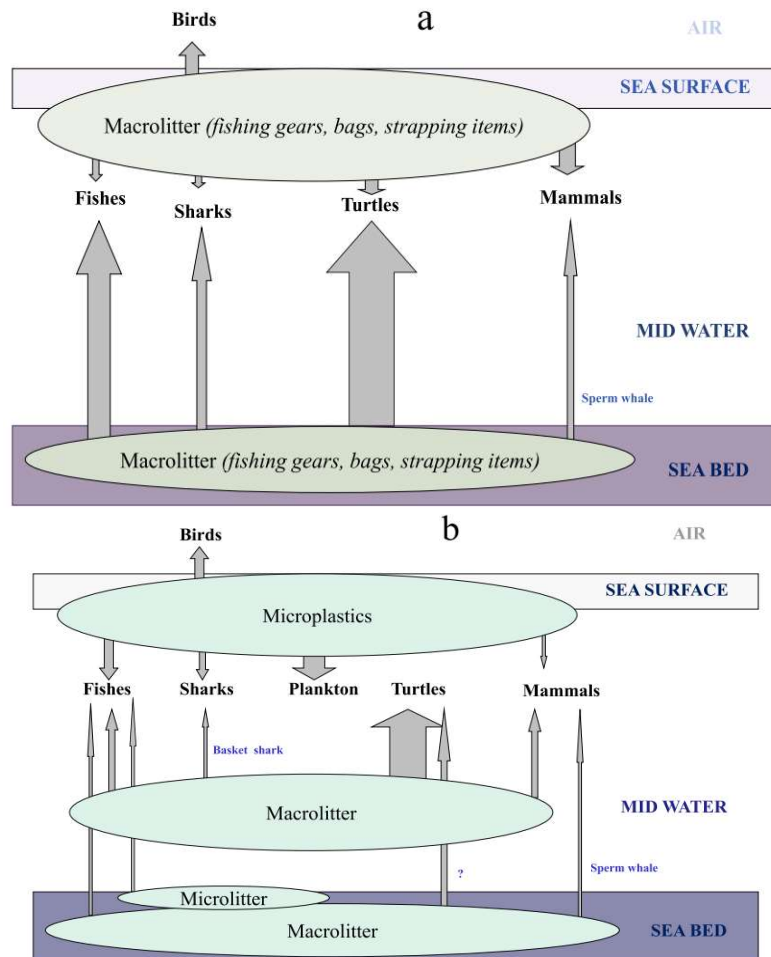 Birds
a
AIR
SEA SURFACE
Macrolitter (fishing gears, bags, strapping items)
Fishes
Sharks
Turtles
Mammals
MID WATER
Sperm whale
Macrolitter (fishing gears, bags, strapping items)
SEA BED
b
Birds
AIR
SEA SURFACE
Microplastics
Fishes
Sharks
Plankton
Turtles
Mammals
Basket shark
Macrolitter
MID WATER
?
Sperm whale
Microlitter
Macrolitter
SEA BED